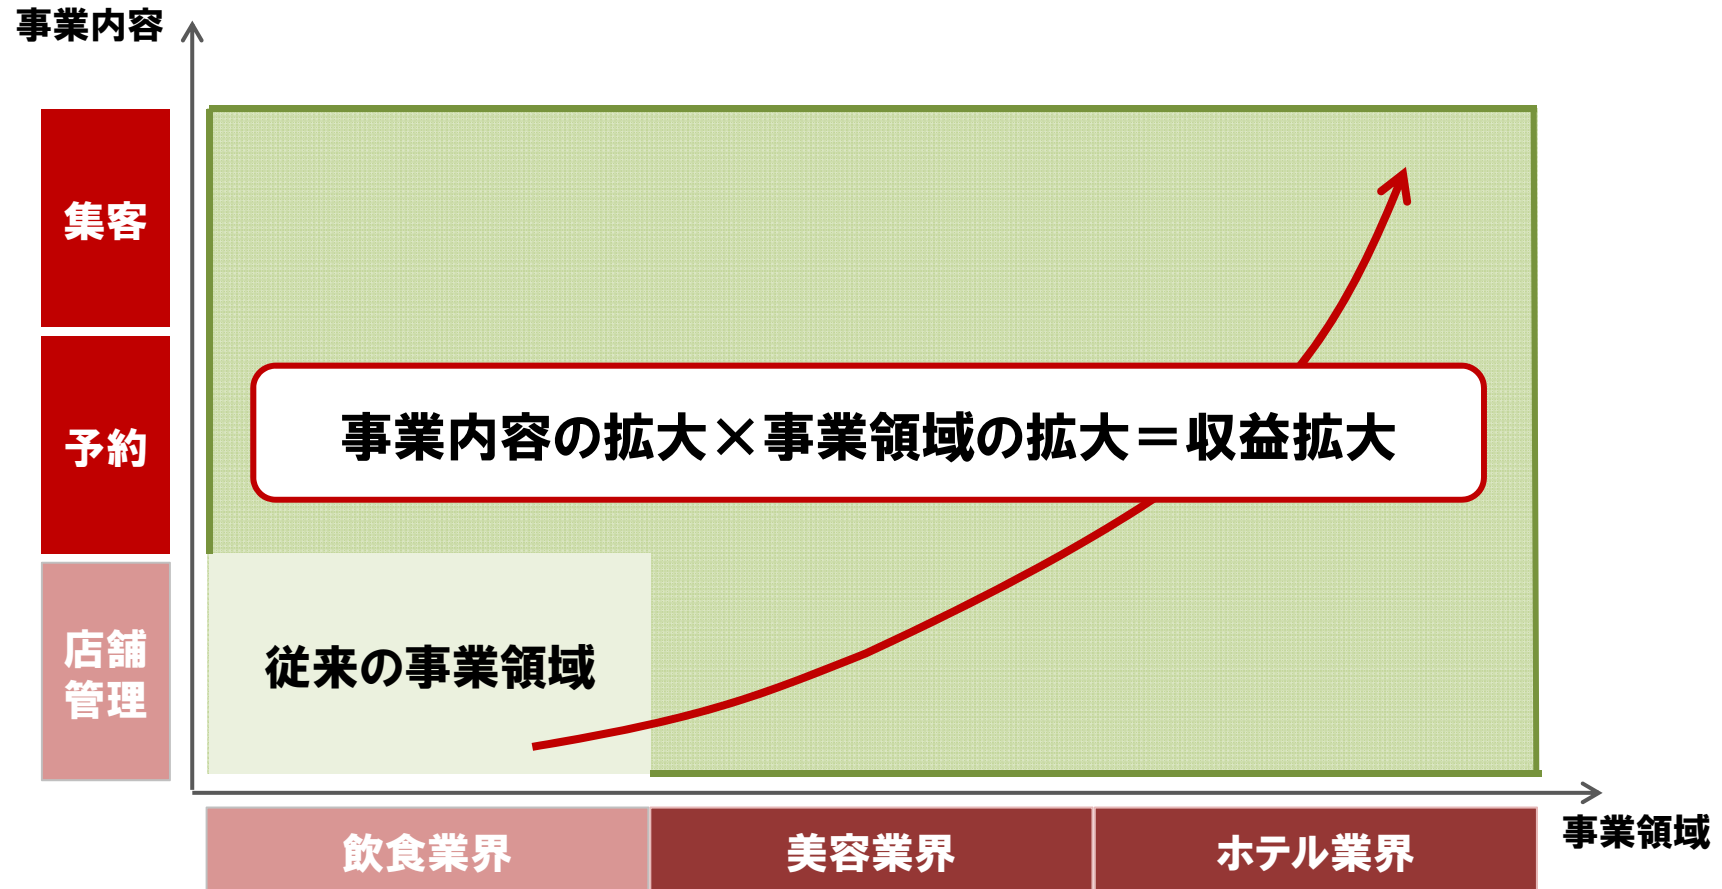 事業内容
集客
予約
事業内容の拡大×事業領域の拡大＝収益拡大
店舗
管理
従来の事業領域
飲食業界
美容業界
ホテル業界
事業領域